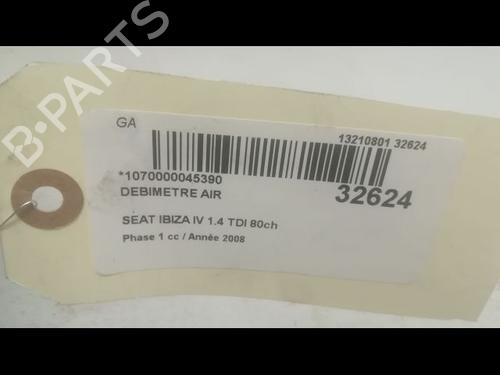 GA
13210801 32624
*1070000045390
32624
DEBIMETRE AIR
SEAT IBIZA IV 1.4 TDI 80ch
Phase 1 cc / Année 2008
B-PARTS